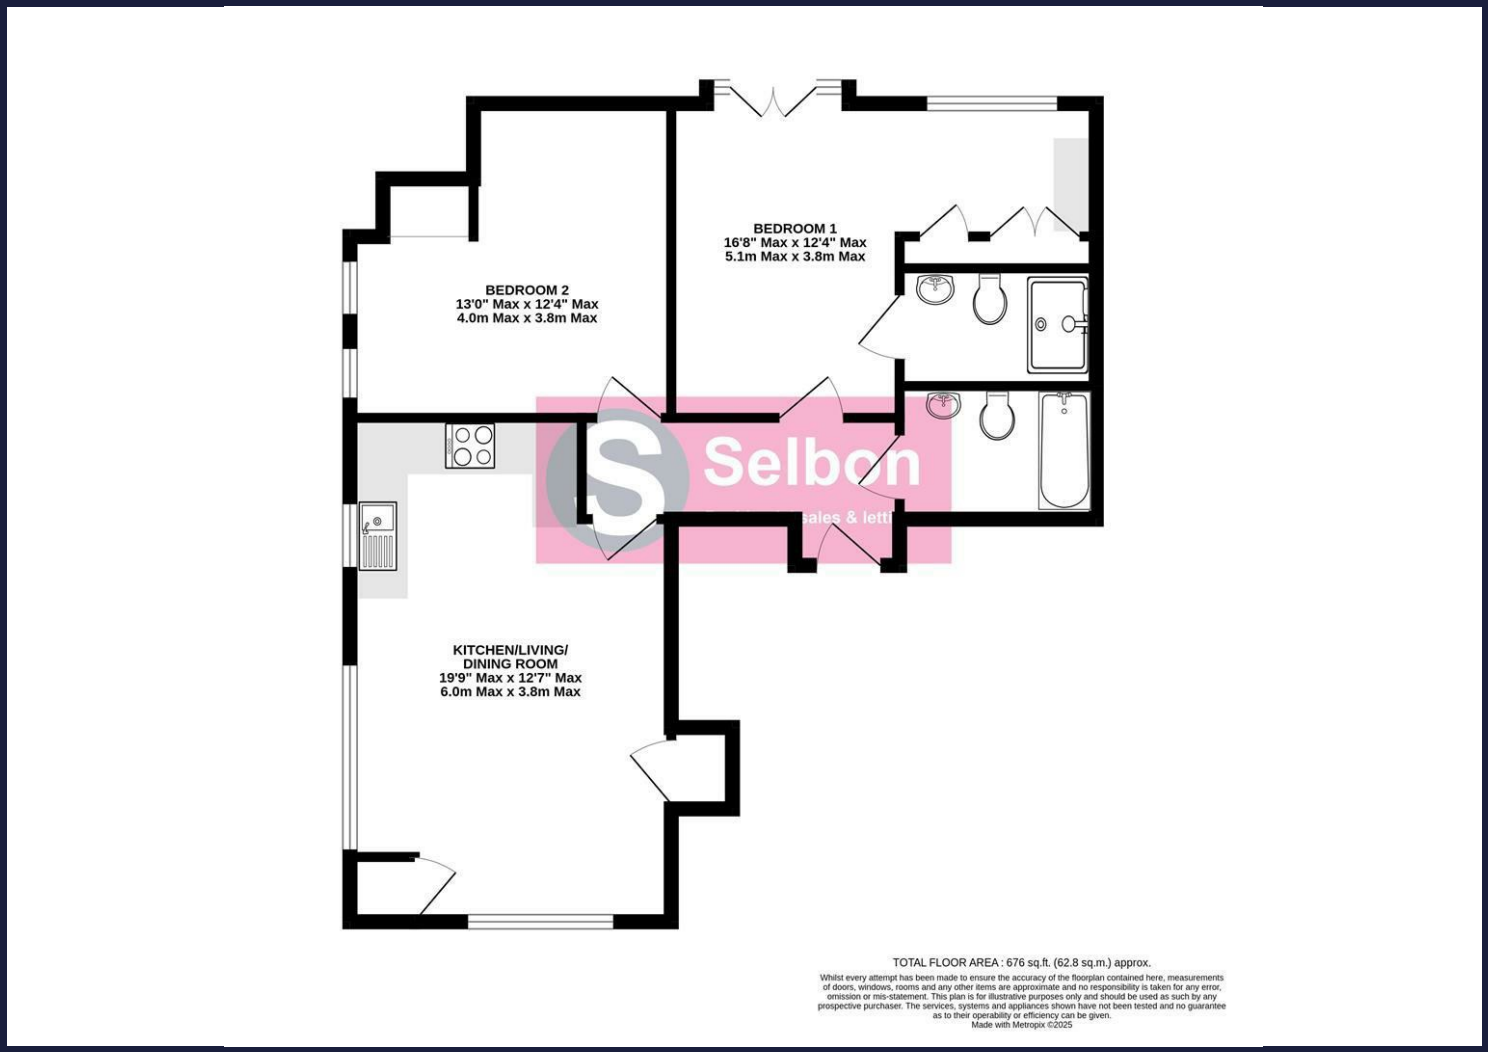 BEDROOM 1
16'8" Max x 12'4" Max
5.1m Max x 3.8m Max
BEDROOM 2
13'0" Max x 12'4" Max
4.0m Max x 3.8m Max
S
Selbon
sales & letti
KITCHEN/LIVING/
DINING ROOM
19'9" Max x 12'7" Max
6.0m Max x 3.8m Max
TOTAL FLOOR AREA : 676 sq.ft. (62.8 sq.m.) approx.
Whilst every attempt has been made to ensure the accuracy of the floorplan contained here, measurements
of doors, windows, rooms and any other items are approximate and no responsibility is taken for any error,
omission or mis-statement. This plan is for illustrative purposes only and should be used as such by any
prospective purchaser. The services, systems and appliances shown have not been tested and no guarantee
as to their operability or efficiency can be given.
Made with Metropix ©2025